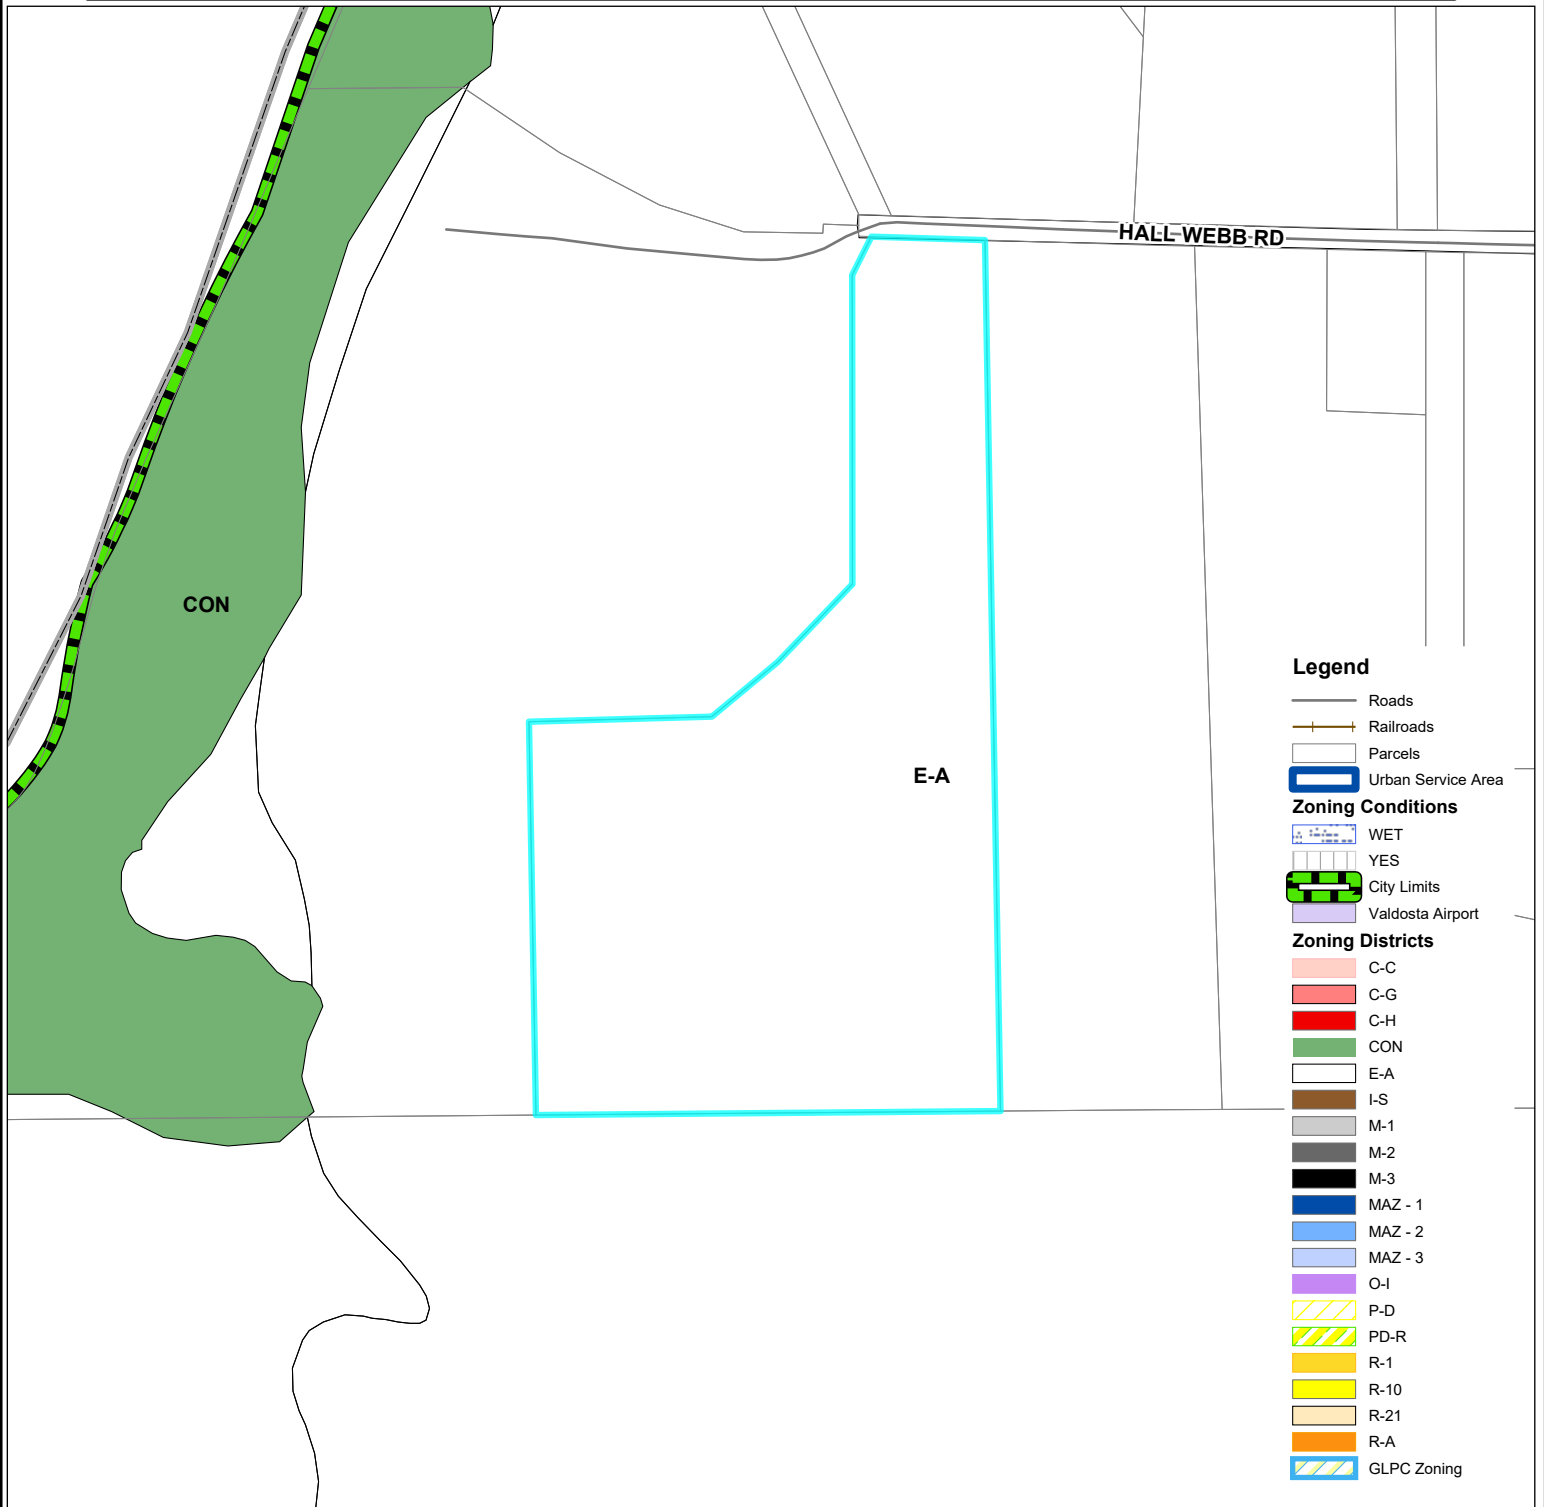 HALL WEBB RD
CON
E-A
Legend
Roads
Railroads
Parcels
Urban Service Area
Zoning Conditions
WET
YES
City Limits
Valdosta Airport
Zoning Districts
C-C
C-G
C-H
CON
E-A
I-S
M-1
M-2
M-3
MAZ - 1
MAZ - 2
MAZ - 3
O-I
P-D
PD-R
R-1
R-10
R-21
R-A
GLPC Zoning